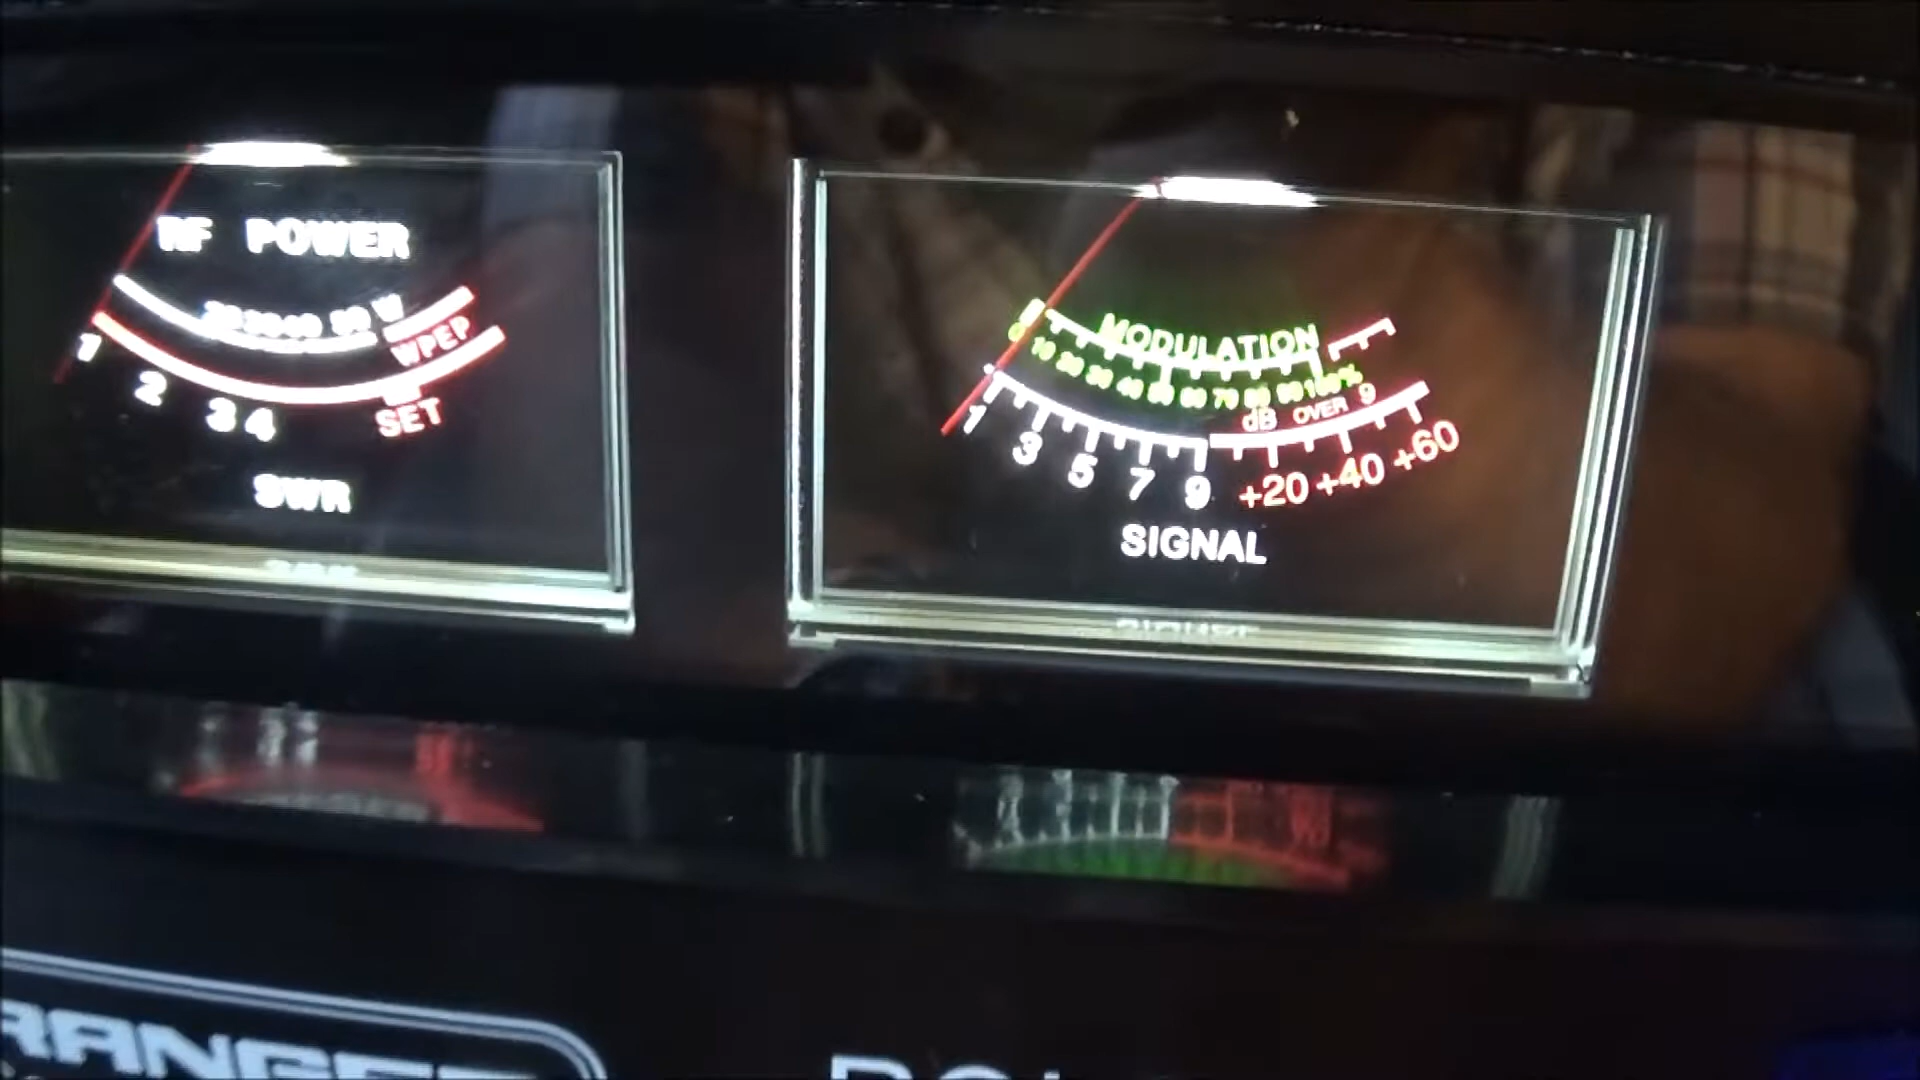 RF POWER
WPEP
1 2 3 4 SET
SWR
MODULATION
0 10 20 30 40 50 60 70 80 90 100%
dB OVER 9
1 3 5 7 9 +20 +40 +60
SIGNAL
RANGER